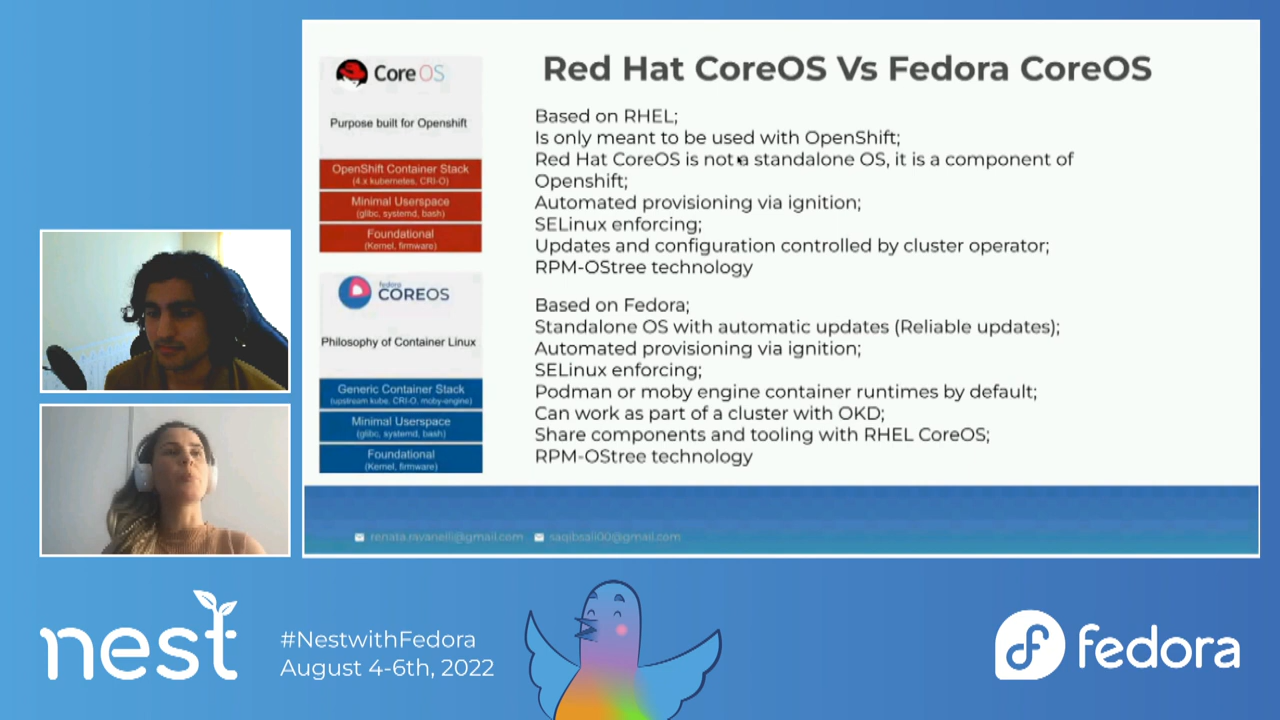 Red Hat CoreOS Vs Fedora CoreOS
Core OS
Purpose built for Openshift
OpenShift Container Stack
(4.x kubernetes, CRI-O)
Minimal Userspace
(glibc, systemd, bash)
Foundational
(Kernel, firmware)
Based on RHEL;
Is only meant to be used with OpenShift;
Red Hat CoreOS is not a standalone OS, it is a component of
Openshift;
Automated provisioning via ignition;
SELinux enforcing;
Updates and configuration controlled by cluster operator;
RPM-OStree technology
fedora
COREOS
Philosophy of Container Linux
Generic Container Stack
(upstream kube, CRI-O, moby-engine)
Minimal Userspace
(glibc, systemd, bash)
Foundational
(Kernel, firmware)
Based on Fedora;
Standalone OS with automatic updates (Reliable updates);
Automated provisioning via ignition;
SELinux enforcing;
Podman or moby engine container runtimes by default;
Can work as part of a cluster with OKD;
Share components and tooling with RHEL CoreOS;
RPM-OStree technology
renata.ravanelli@gmail.com saqibsali00@gmail.com
nest
#NestwithFedora
August 4-6th, 2022
fedora